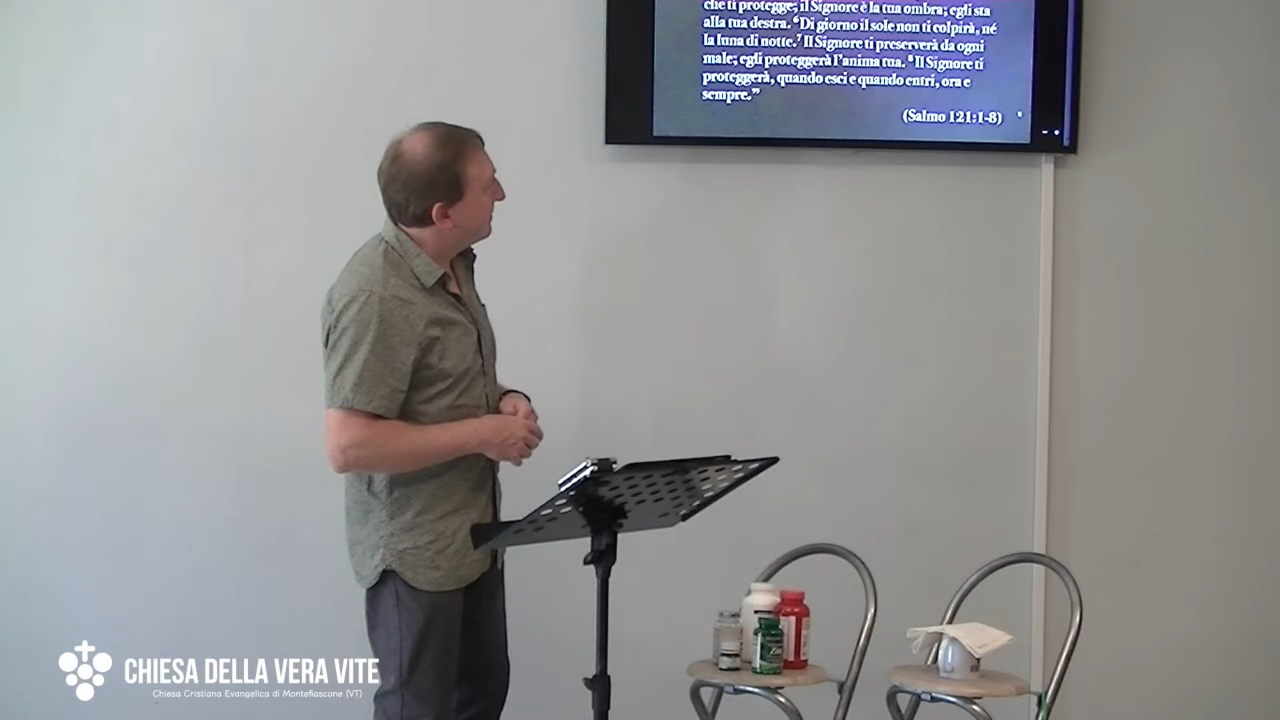 che ti protegge; il Signore è la tua ombra; egli sta
alla tua destra. ⁶Di giorno il sole non ti colpirà, né
la luna di notte.⁷ Il Signore ti preserverà da ogni
male; egli proteggerà l'anima tua. ⁸Il Signore ti
proteggerà, quando esci e quando entri, ora e
sempre.”
(Salmo 121:1-8)
CHIESA DELLA VERA VITE
Chiesa Cristiana Evangelica di Montefiascone (VT)